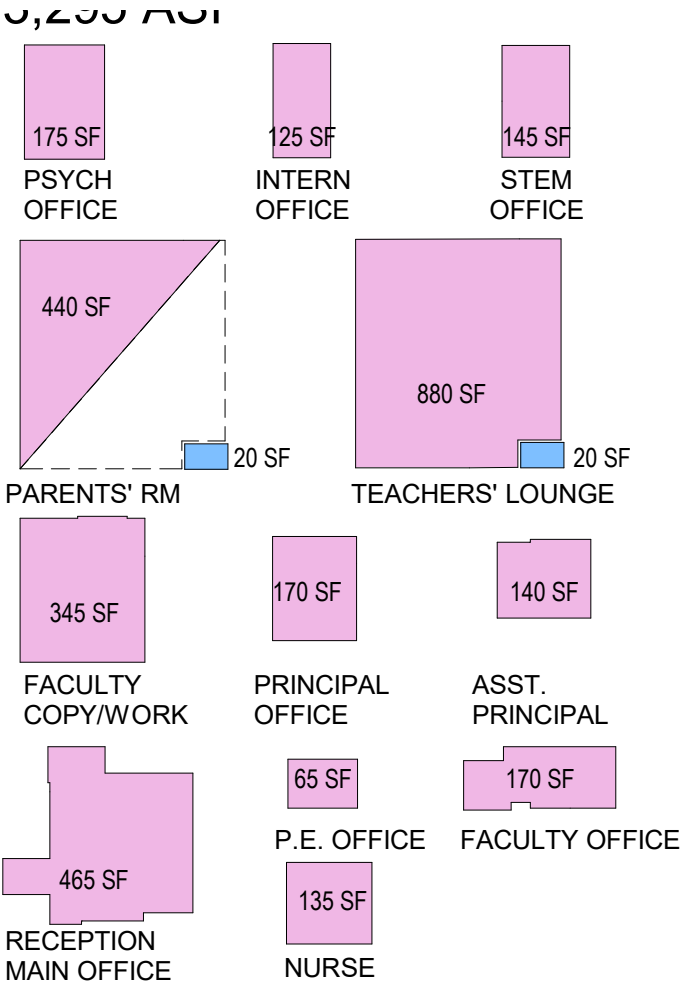 175 SF 125 SF 145 SF
PSYCH
OFFICE
INTERN
OFFICE
STEM
OFFICE
440 SF
880 SF
20 SF
20 SF
PARENTS' RM
TEACHERS' LOUNGE
345 SF
170 SF
140 SF
FACULTY
COPY/WORK
PRINCIPAL
OFFICE
ASST.
PRINCIPAL
65 SF
170 SF
P.E. OFFICE
FACULTY OFFICE
465 SF
135 SF
RECEPTION
MAIN OFFICE
NURSE